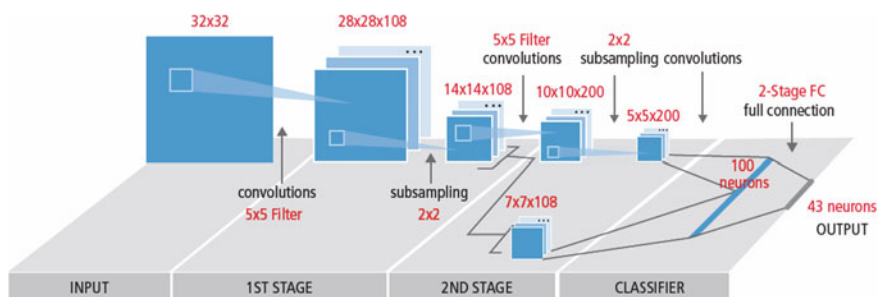 32x32
28x28x108
5x5 Filter
convolutions
2x2
subsampling
convolutions
14x14x108
10x10x200
5x5x200
2-Stage FC
full connection
convolutions
5x5 Filter
subsampling
2x2
7x7x108
100
neurons
43 neurons
OUTPUT
INPUT
1ST STAGE
2ND STAGE
CLASSIFIER